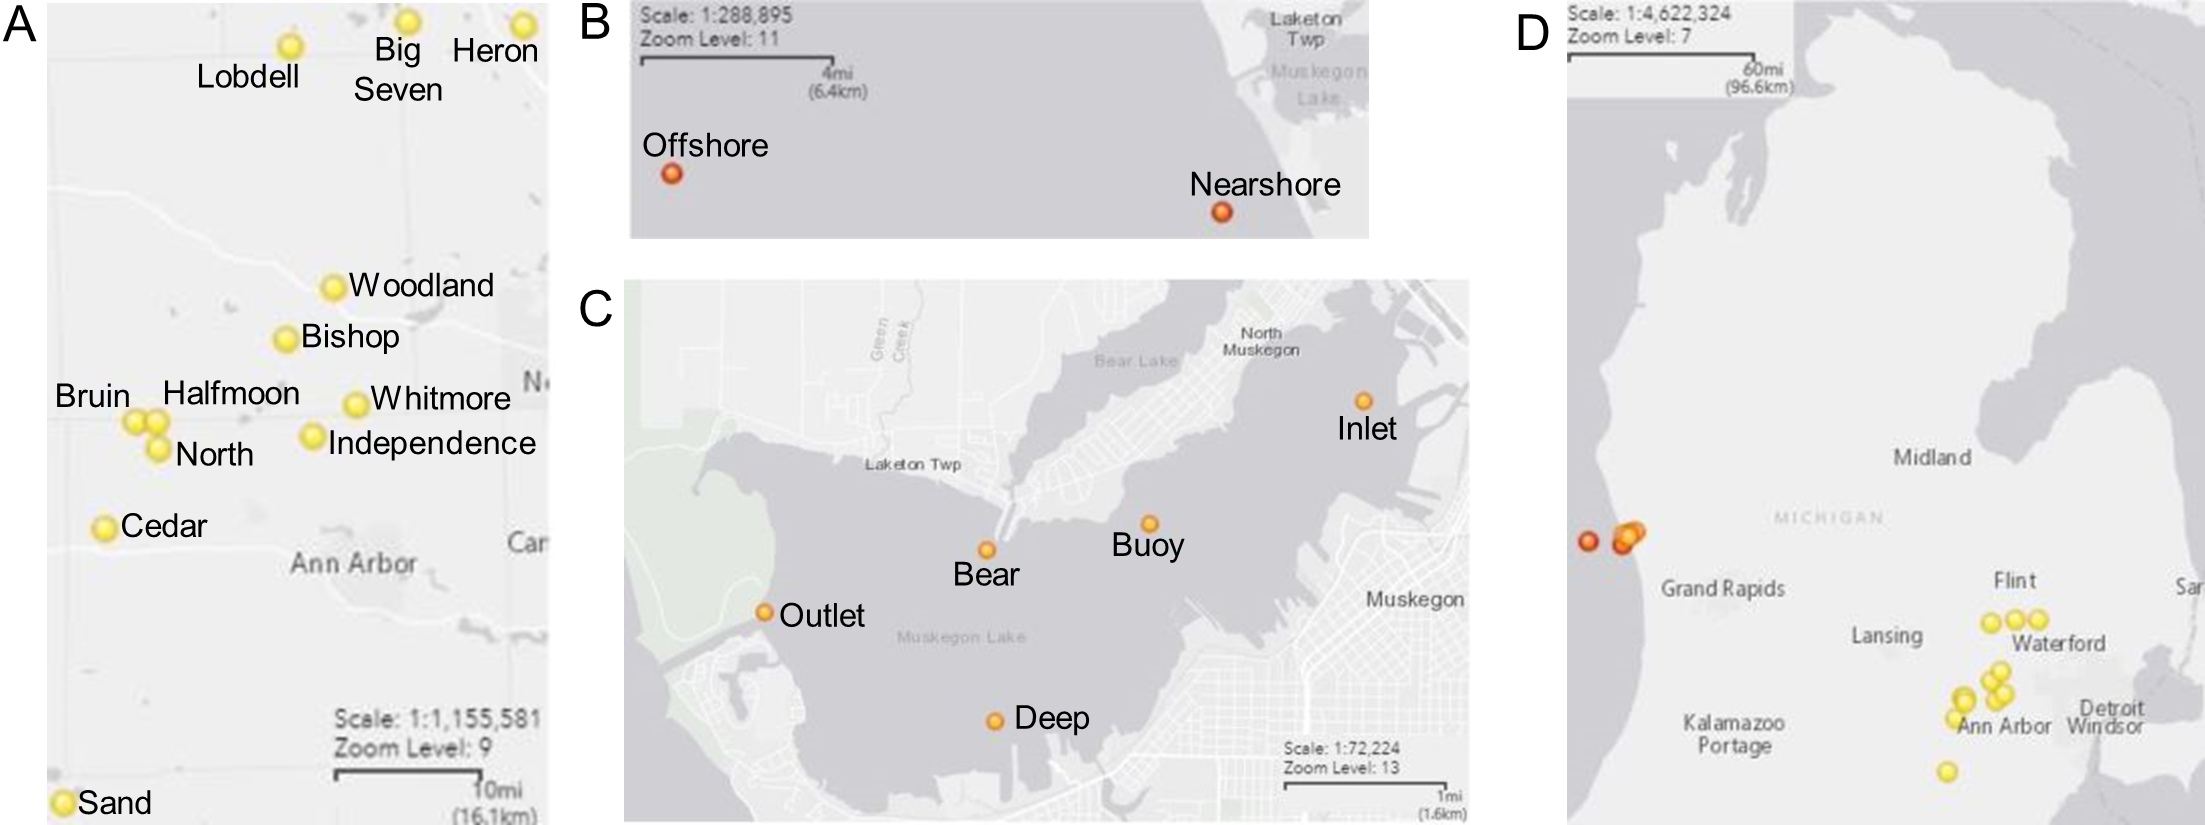 A
Lobdell
Big
Seven
Heron
Woodland
Bishop
Bruin
Halfmoon
Whitmore
Independence
North
Cedar
Ann Arbor
Scale: 1:1,155,581
Zoom Level: 9
10mi
(16.1km)
Sand
B
Scale: 1:288,895
Zoom Level: 11
4mi
(6.4km)
Laketon
Twp
Muskegon
Lake
Offshore
Nearshore
C
Green
Creek
Bear Lake
North
Muskegon
Inlet
Laketon Twp
Buoy
Bear
Outlet
Muskegon Lake
Muskegon
Deep
Scale: 1:72,224
Zoom Level: 13
1mi
(1.6km)
D
Scale: 1:4,622,324
Zoom Level: 7
60mi
(96.6km)
Midland
MICHIGAN
Grand Rapids
Flint
Sar
Lansing
Waterford
Kalamazoo
Portage
Ann Arbor
Detroit
Windsor